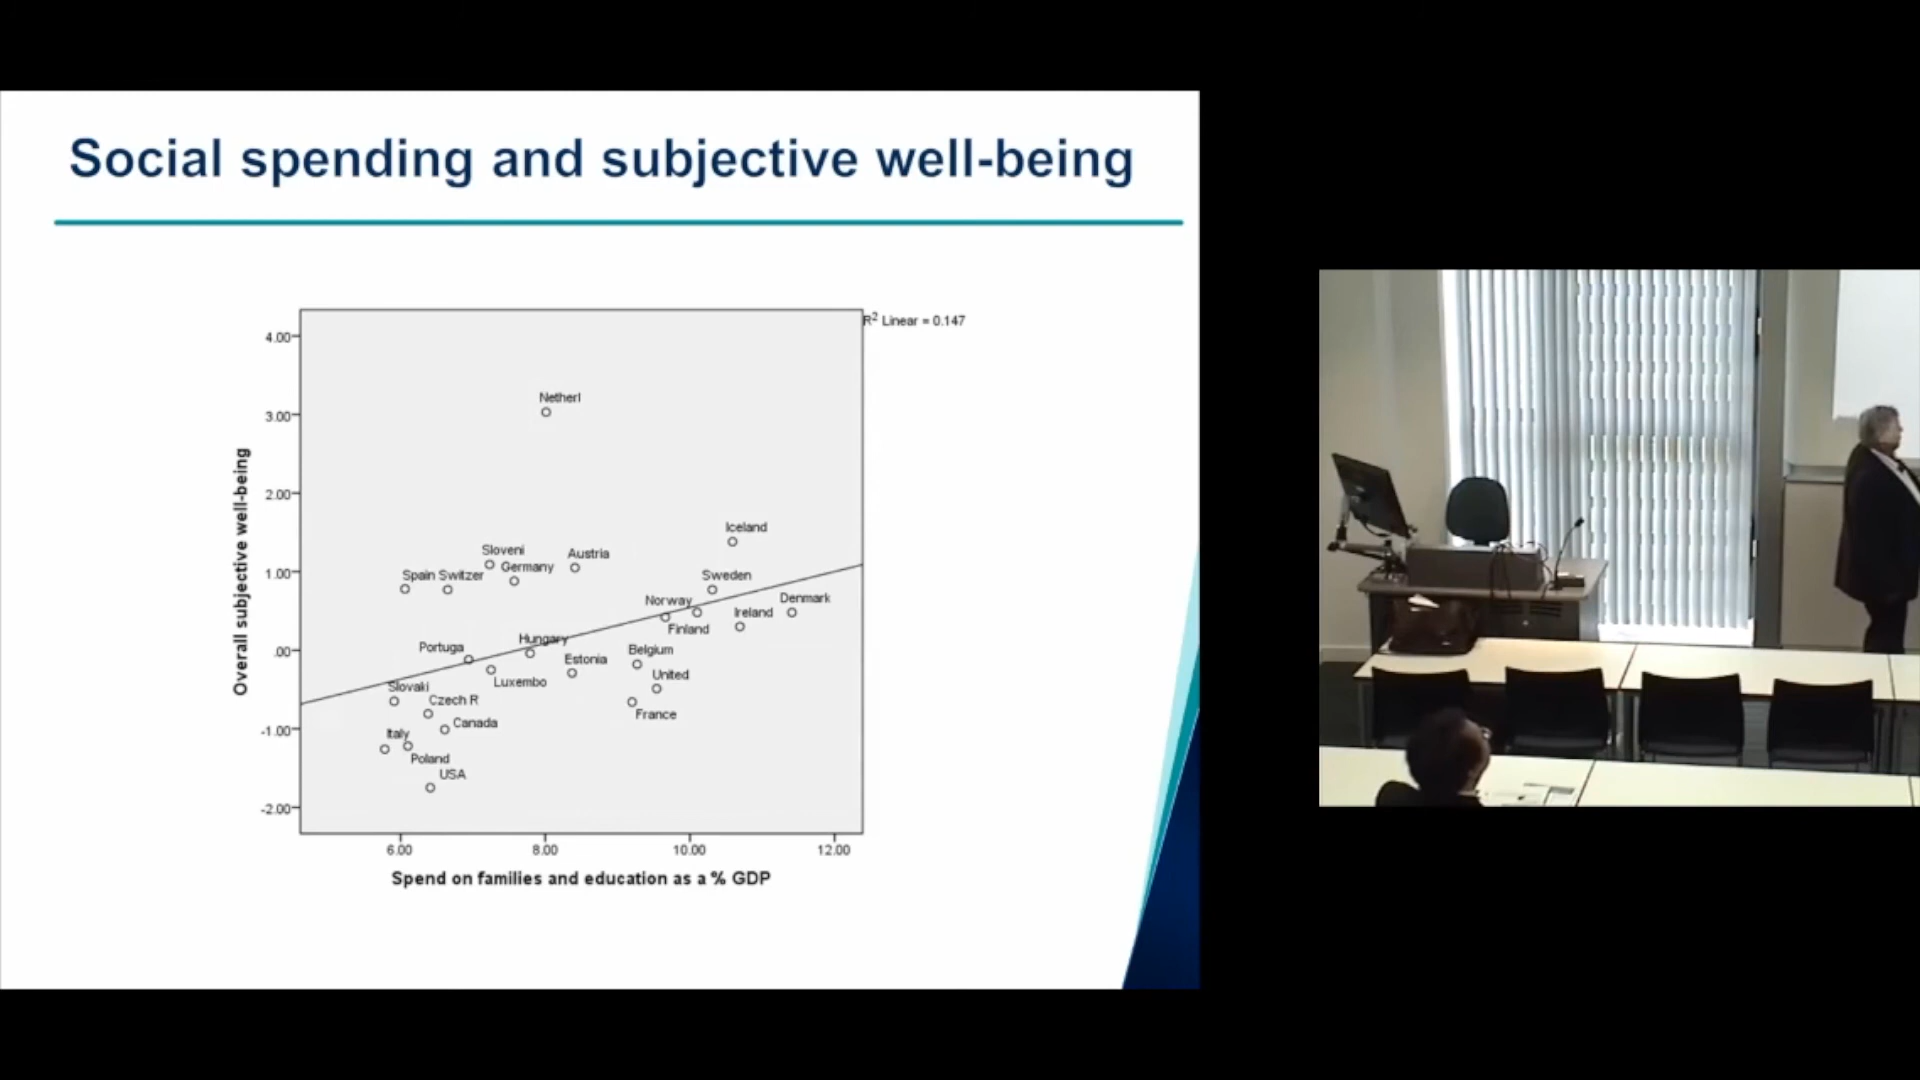 Social spending and subjective well-being
R2 Linear = 0.147
4.00
3.00
2.00
1.00
.00
-1.00
-2.00
Overall subjective well-being
Netherl
Iceland
Sloveni
Austria
Germany
Spain
Switzer
Sweden
Norway
Denmark
Ireland
Finland
Portuga
Hungary
Belgium
Estonia
United
Luxembo
Slovaki
Czech R
France
Canada
Italy
Poland
USA
6.00
8.00
10.00
12.00
Spend on families and education as a % GDP